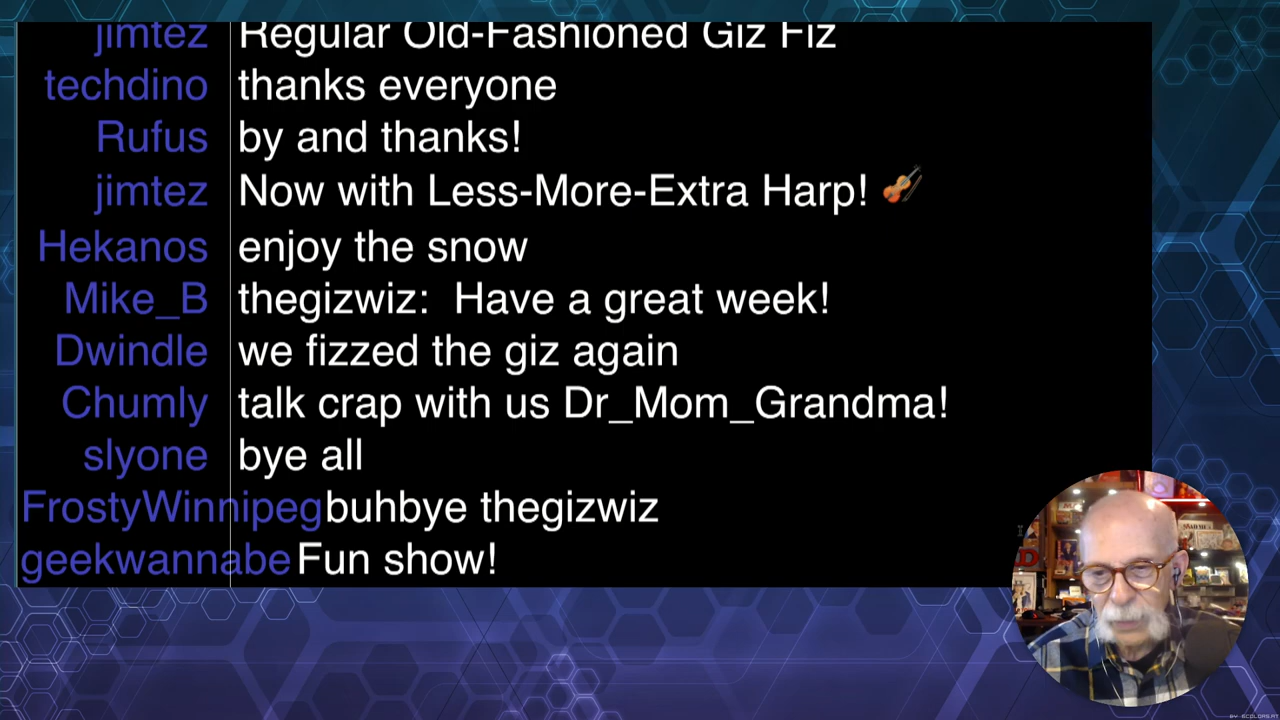 jimtez Regular Old-Fashioned Giz Fiz
techdino thanks everyone
Rufus by and thanks!
jimtez Now with Less-More-Extra Harp! 🎻
Hekanos enjoy the snow
Mike_B thegizwiz:  Have a great week!
Dwindle we fizzed the giz again
Chumly talk crap with us Dr_Mom_Grandma!
slyone bye all
FrostyWinnipeg buhbye thegizwiz
geekwannabe Fun show!